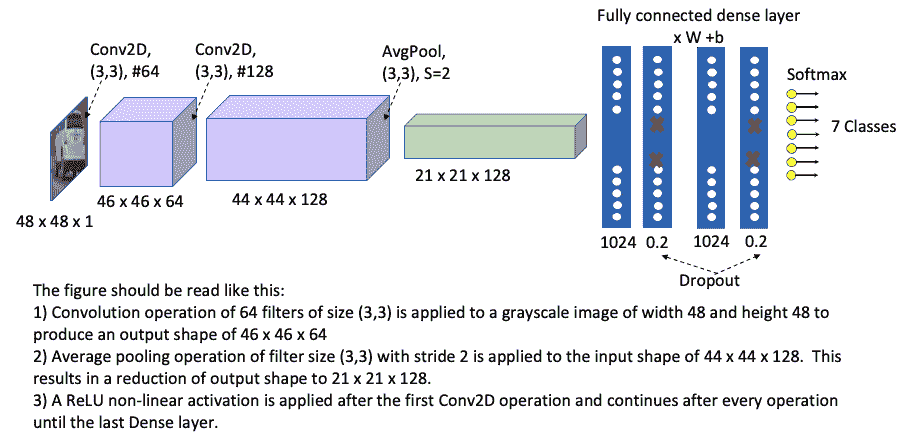 Fully connected dense layer
x W +b
Conv2D,
(3,3), #64
Conv2D,
(3,3), #128
AvgPool,
(3,3), S=2
Softmax
7 Classes
48 x 48 x 1
46 x 46 x 64
44 x 44 x 128
21 x 21 x 128
1024 0.2 1024 0.2
Dropout
The figure should be read like this:
1) Convolution operation of 64 filters of size (3,3) is applied to a grayscale image of width 48 and height 48 to
produce an output shape of 46 x 46 x 64
2) Average pooling operation of filter size (3,3) with stride 2 is applied to the input shape of 44 x 44 x 128. This
results in a reduction of output shape to 21 x 21 x 128.
3) A ReLU non-linear activation is applied after the first Conv2D operation and continues after every operation
until the last Dense layer.